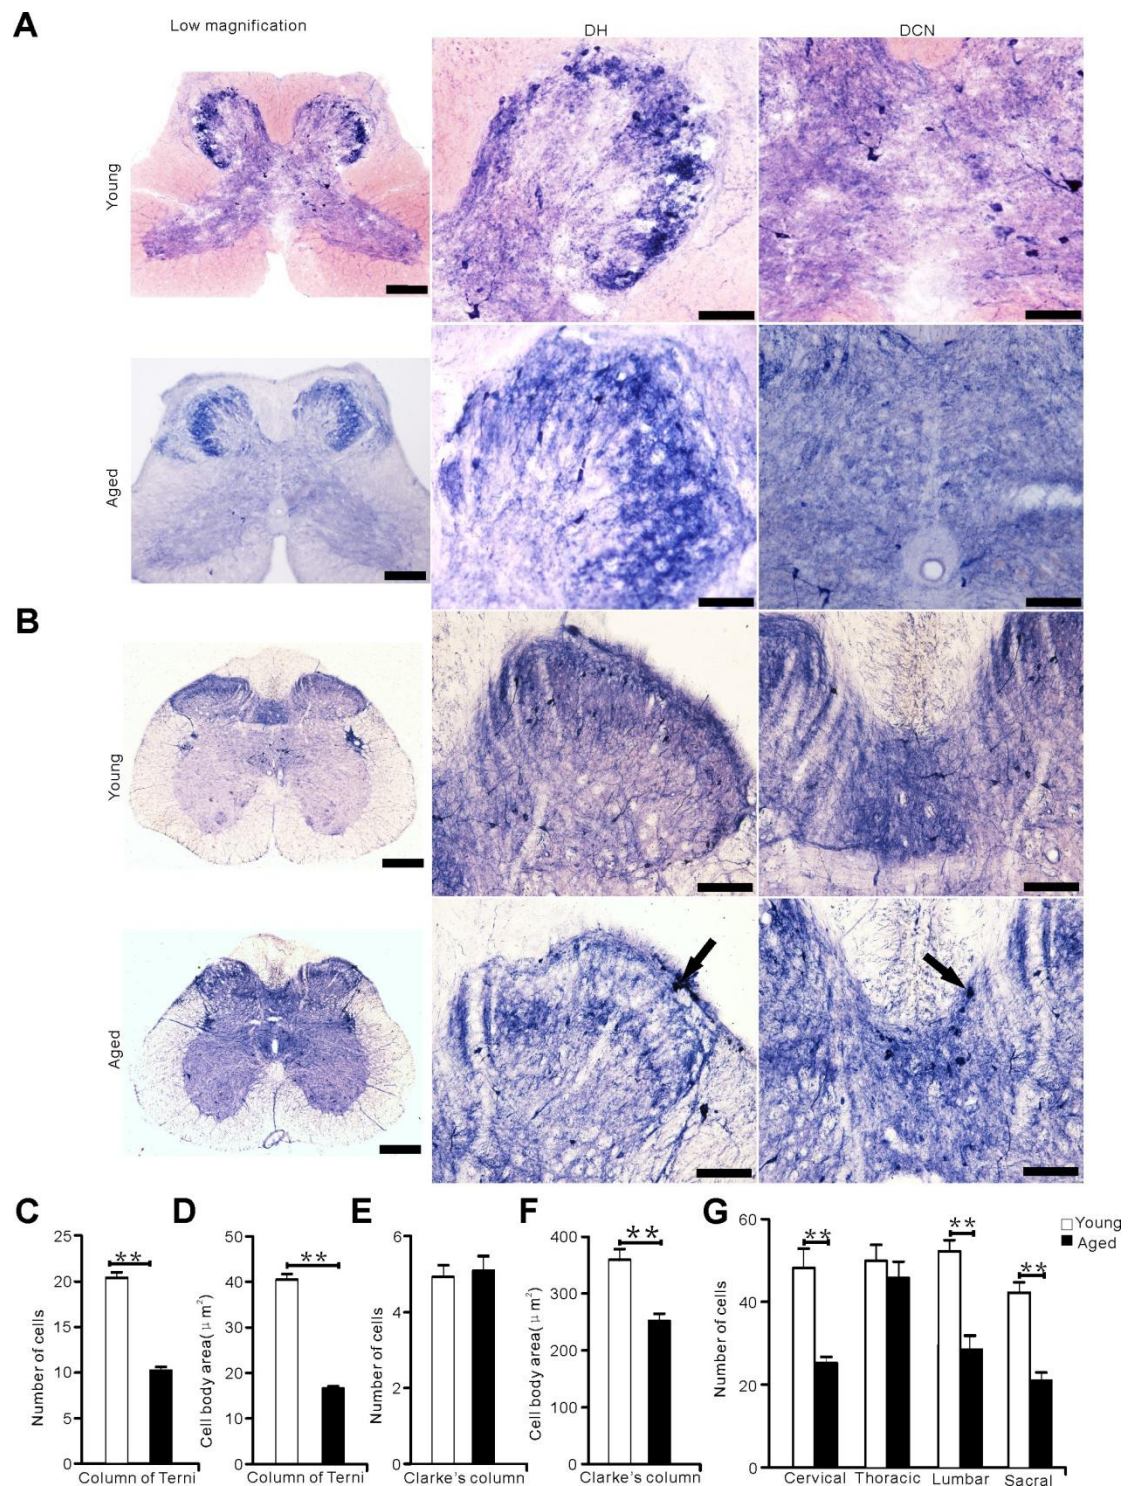 A
Low magnification
DH
DCN
Young
Aged
B
Young
Aged
C
D
E
F
G
25
20
15
10
5
0
Number of cells
**
Column of Terni
50
40
30
20
10
0
Cell body area(μm²)
**
Column of Terni
6
4
2
0
Number of cells
Clarke's column
400
300
200
100
0
Cell body area(μm²)
**
Clarke's column
60
40
20
0
Number of cells
**
**
**
Cervical Thoracic Lumbar Sacral
Young
Aged